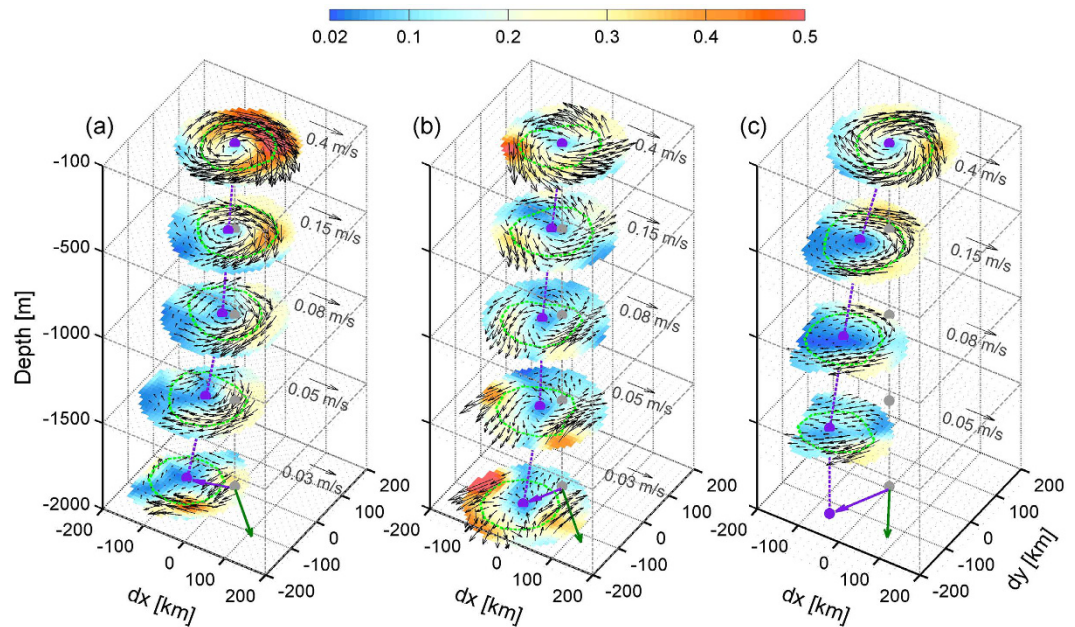 0.02 0.1 0.2 0.3 0.4 0.5
(a) (b) (c)
0.4 m/s 0.4 m/s 0.4 m/s
0.15 m/s 0.15 m/s 0.15 m/s
0.08 m/s 0.08 m/s 0.08 m/s
0.05 m/s 0.05 m/s 0.05 m/s
0.03 m/s 0.03 m/s
Depth [m]
-100
-500
-1000
-1500
-2000
-200 -100 0 100 200
dx [km]
-200 -100 0 100 200
-200 -100 0 100 200
dx [km]
-200 -100 0 100 200
-200 -100 0 100 200
dx [km]
-200 -100 0 100 200
dy [km]